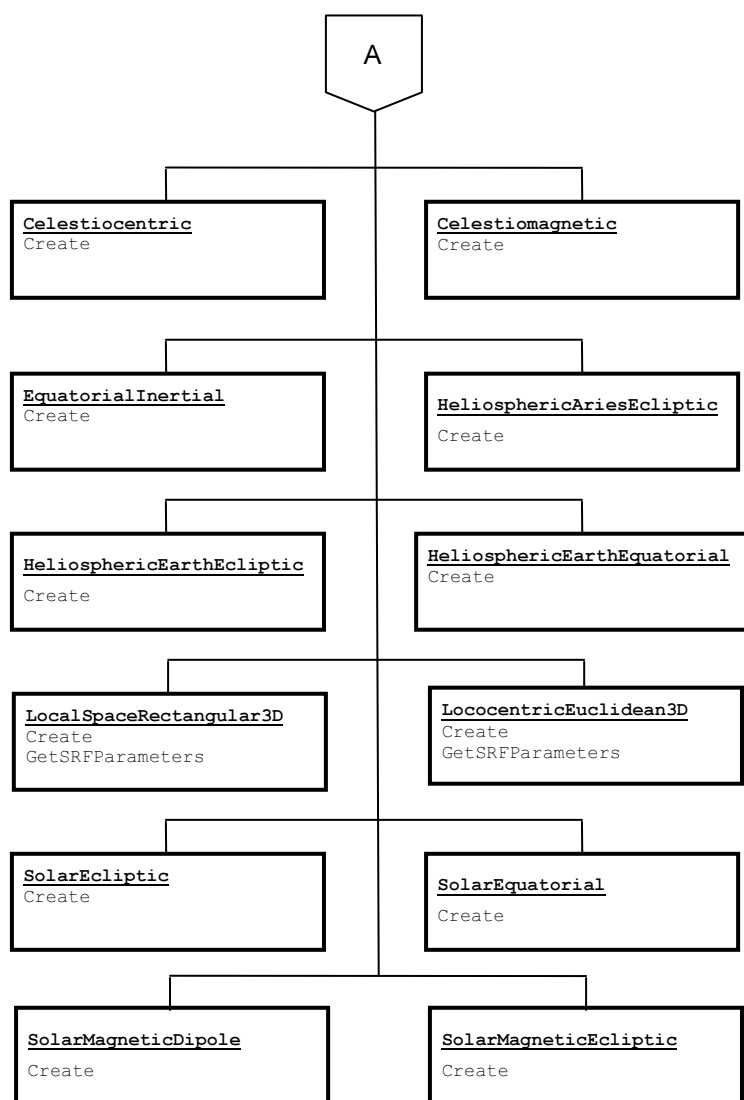 A
Celestiocentric
Create
Celestiomagnetic
Create
EquatorialInertial
Create
HeliosphericAriesEcliptic
Create
HeliosphericEarthEcliptic
Create
HeliosphericEarthEquatorial
Create
LocalSpaceRectangular3D
Create
GetSRFParameters
LococentricEuclidean3D
Create
GetSRFParameters
SolarEcliptic
Create
SolarEquatorial
Create
SolarMagneticDipole
Create
SolarMagneticEcliptic
Create